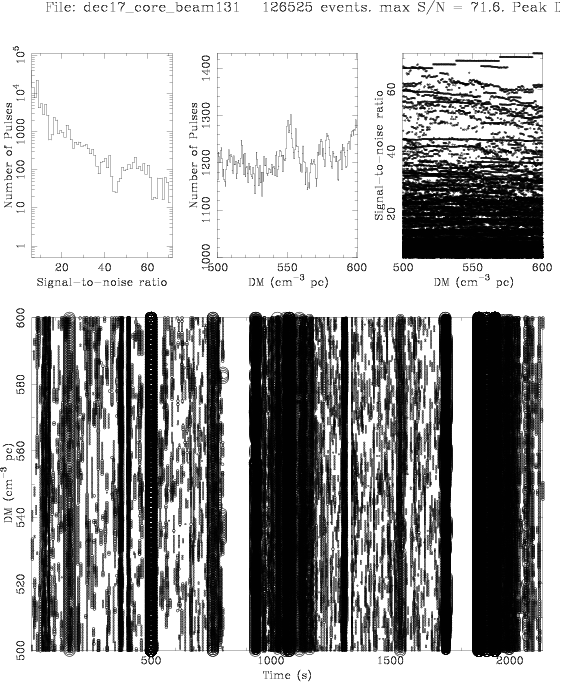 File: dec17_core_beam131 126525 events. max S/N = 71.6. Peak D
Number of Pulses
1 10 100 1000 10^4 10^5
20 40 60
Signal-to-noise ratio
Number of Pulses
1000 1100 1200 1300 1400
500 550 600
DM (cm^-3 pc)
Signal-to-noise ratio
20 40 60
500 550 600
DM (cm^-3 pc)
DM (cm^-3 pc)
500 520 540 560 580 600
500 1000 1500 2000
Time (s)